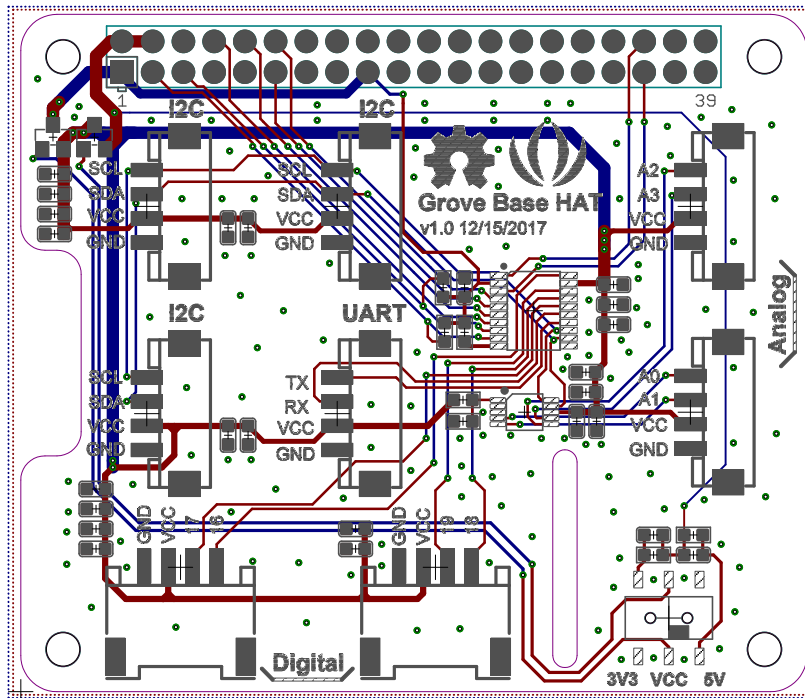 1
39
I2C
I2C
SCL
SDA
VCC
GND
SCL
SDA
VCC
GND
Grove Base HAT
v1.0 12/15/2017
A2
A3
VCC
GND
I2C
UART
Analog
SCL
SDA
VCC
GND
TX
RX
VCC
GND
A0
A1
VCC
GND
GND
VCC
17
16
GND
VCC
19
18
Digital
3V3 VCC 5V